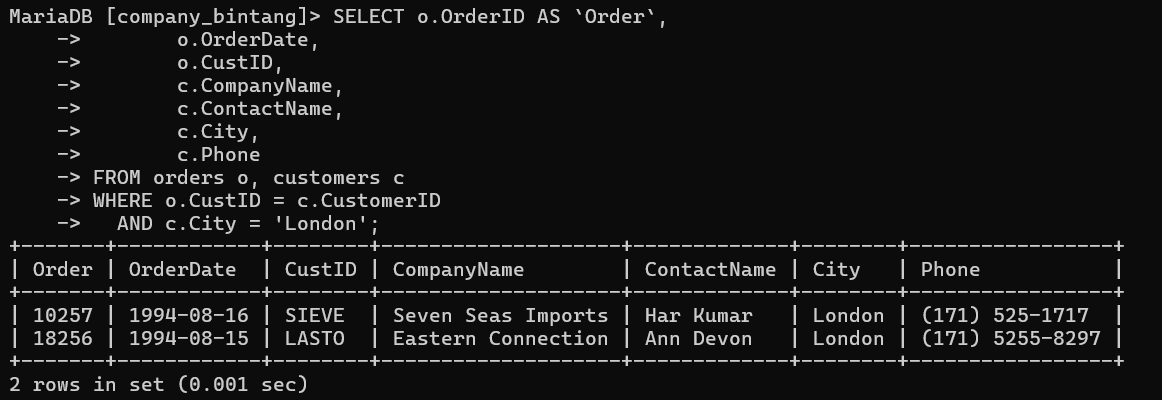 MariaDB [company_bintang]> SELECT o.OrderID AS `Order`,
    ->        o.OrderDate,
    ->        o.CustID,
    ->        c.CompanyName,
    ->        c.ContactName,
    ->        c.City,
    ->        c.Phone
    -> FROM orders o, customers c
    -> WHERE o.CustID = c.CustomerID
    ->   AND c.City = 'London';
+-------+------------+--------+--------------------+-------------+--------+-----------------+
| Order | OrderDate  | CustID | CompanyName        | ContactName | City   | Phone           |
+-------+------------+--------+--------------------+-------------+--------+-----------------+
| 10257 | 1994-08-16 | SIEVE  | Seven Seas Imports | Har Kumar   | London | (171) 525-1717  |
| 18256 | 1994-08-15 | LASTO  | Eastern Connection | Ann Devon   | London | (171) 5255-8297 |
+-------+------------+--------+--------------------+-------------+--------+-----------------+
2 rows in set (0.001 sec)